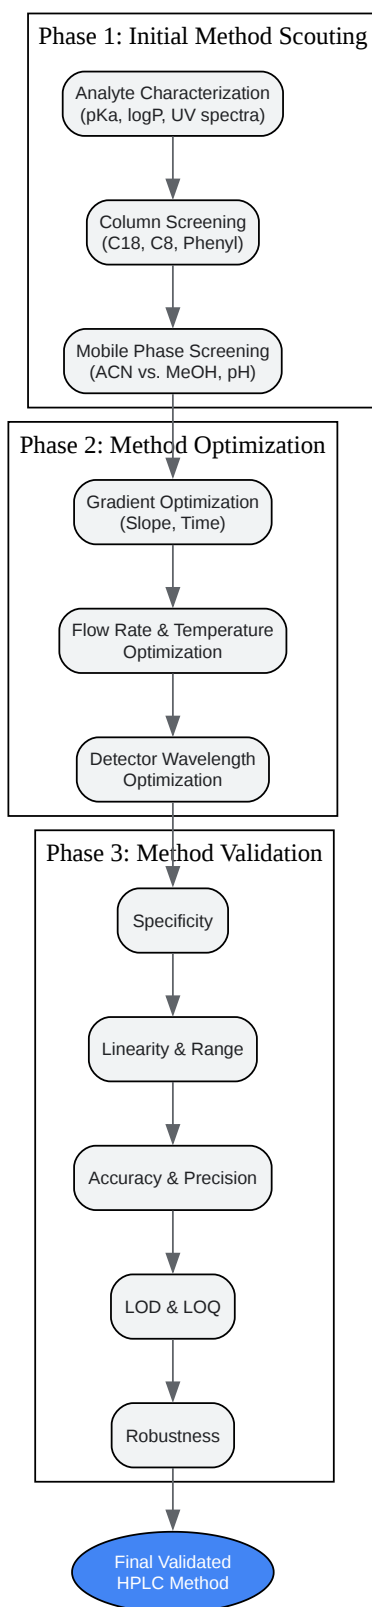 Phase 1: Initial Method Scouting
Analyte Characterization
(pKa, logP, UV spectra)
Column Screening
(C18, C8, Phenyl)
Mobile Phase Screening
(ACN vs. MeOH, pH)
Phase 2: Method Optimization
Gradient Optimization
(Slope, Time)
Flow Rate & Temperature
Optimization
Detector Wavelength
Optimization
Phase 3: Method Validation
Specificity
Linearity & Range
Accuracy & Precision
LOD & LOQ
Robustness
Final Validated
HPLC Method